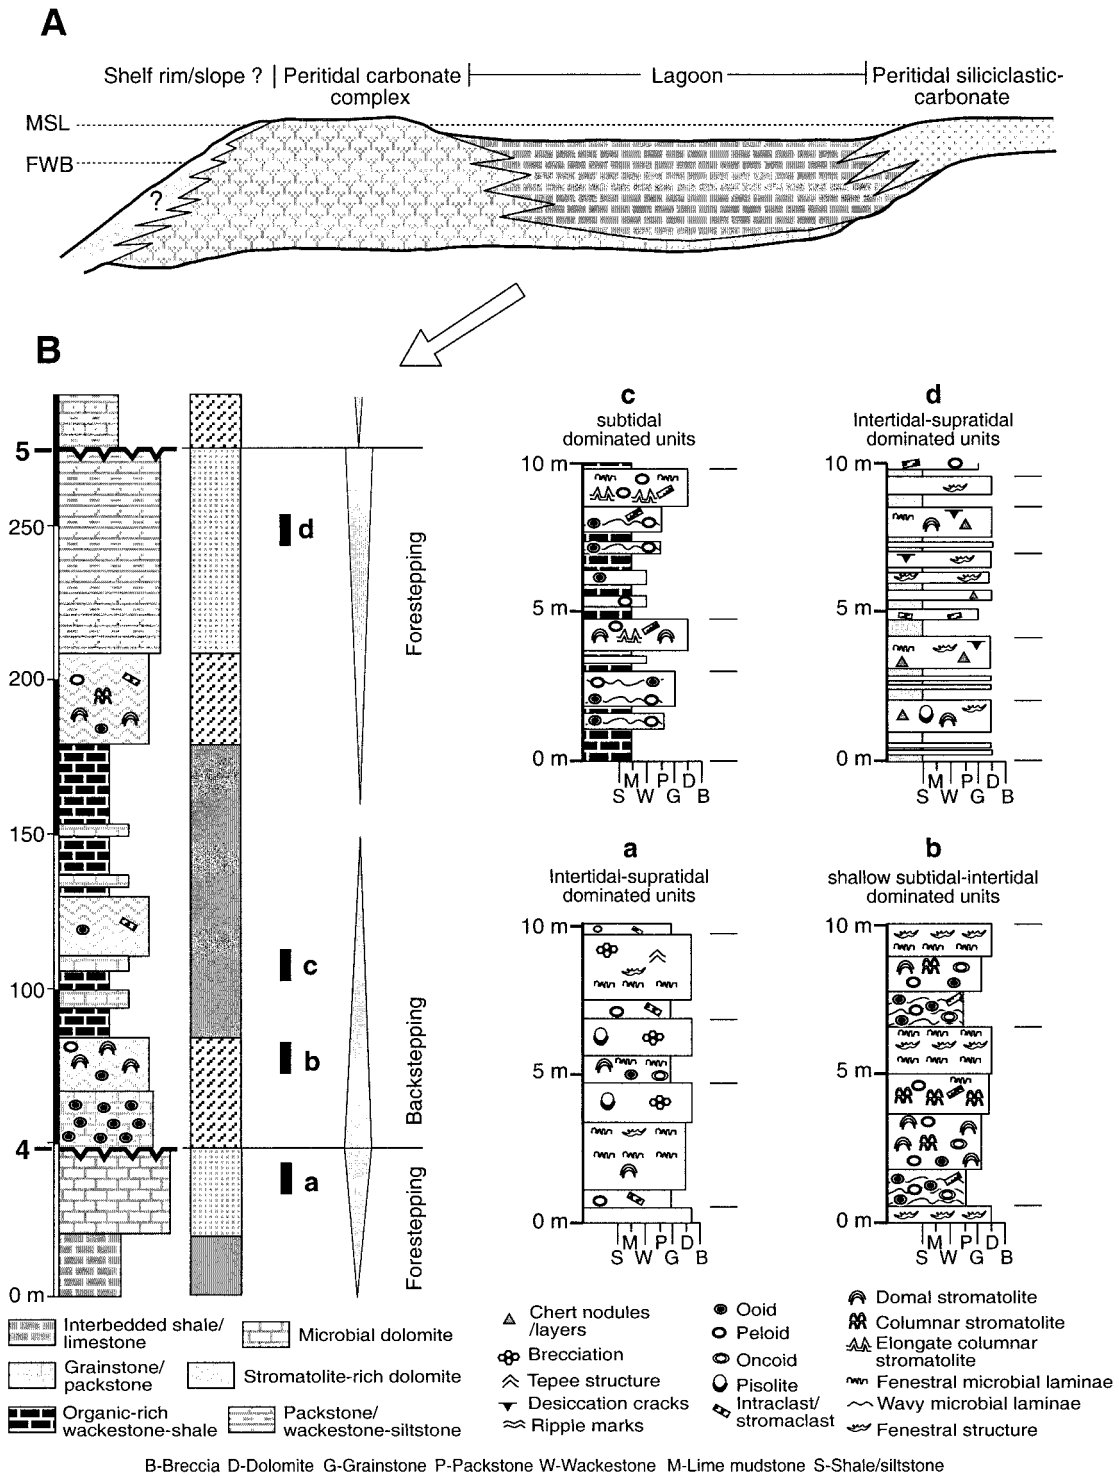 A
Shelf rim/slope ?
Peritidal carbonate
complex
Lagoon
Peritidal siliciclastic-
carbonate
MSL
FWB
?
B
5
250
200
150
100
4
0 m
d
c
b
a
Forestepping
Backstepping
Forestepping
c
subtidal
dominated units
10 m
5 m
0 m
S M W P G D B
d
Intertidal-supratidal
dominated units
10 m
5 m
0 m
S M W P G D B
a
Intertidal-supratidal
dominated units
10 m
5 m
0 m
S M W P G D B
b
shallow subtidal-intertidal
dominated units
10 m
5 m
0 m
S M W P G D B
Interbedded shale/
limestone
Microbial dolomite
Grainstone/
packstone
Stromatolite-rich dolomite
Organic-rich
wackestone-shale
Packstone/
wackestone-siltstone
Chert nodules
/layers
Brecciation
Tepee structure
Desiccation cracks
Ripple marks
Ooid
Peloid
Oncoid
Pisolite
Intraclast/
stromaclast
Domal stromatolite
Columnar stromatolite
Elongate columnar
stromatolite
Fenestral microbial laminae
Wavy microbial laminae
Fenestral structure
B-Breccia D-Dolomite G-Grainstone P-Packstone W-Wackestone M-Lime mudstone S-Shale/siltstone